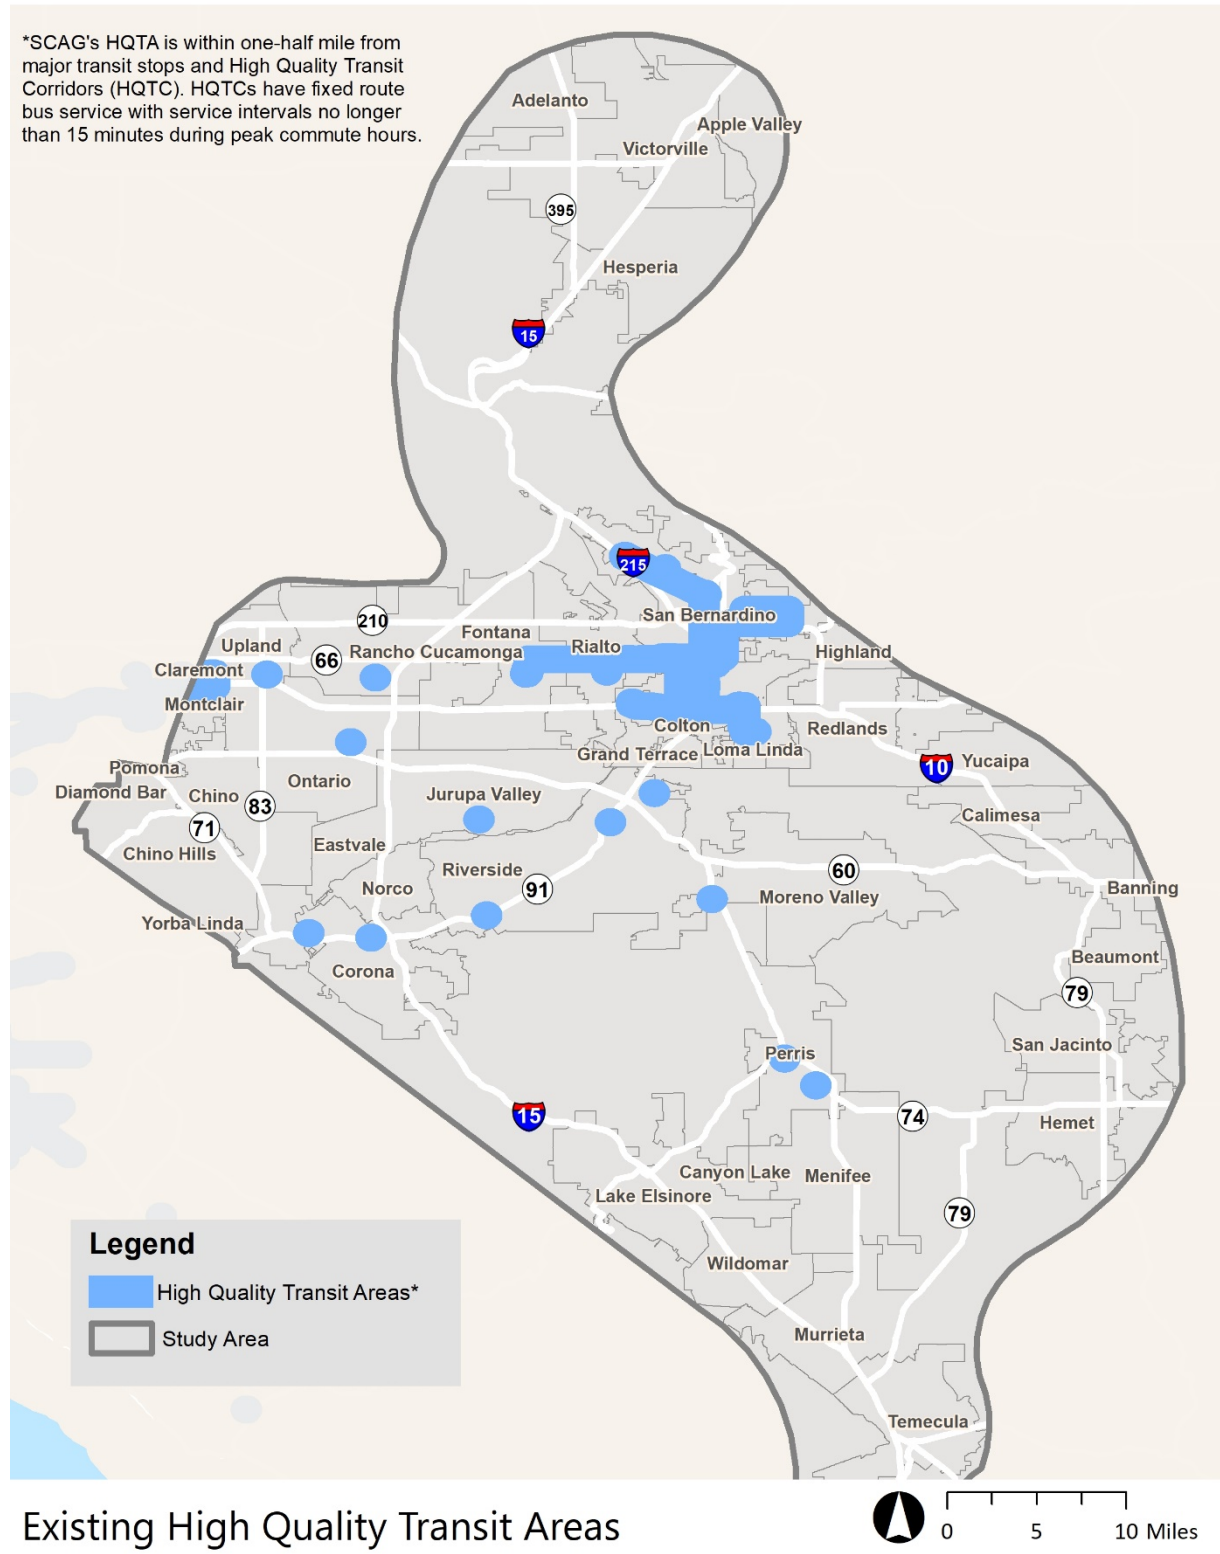 *SCAG's HQTA is within one-half mile from
major transit stops and High Quality Transit
Corridors (HQTC). HQTCs have fixed route
bus service with service intervals no longer
than 15 minutes during peak commute hours.
Adelanto
Apple Valley
Victorville
395
Hesperia
15
215
San Bernardino
210
Fontana
Upland
66
Rancho Cucamonga
Rialto
Highland
Claremont
Montclair
Colton
Redlands
Grand Terrace
Loma Linda
10
Yucaipa
Pomona
Diamond Bar
Chino
83
Ontario
Jurupa Valley
71
Calimesa
Chino Hills
Eastvale
Riverside
60
Norco
91
Moreno Valley
Banning
Yorba Linda
Corona
Beaumont
79
San Jacinto
Perris
15
74
Hemet
Canyon Lake
Menifee
Lake Elsinore
79
Wildomar
Murrieta
Temecula
Legend
High Quality Transit Areas*
Study Area
Existing High Quality Transit Areas
0 5 10 Miles